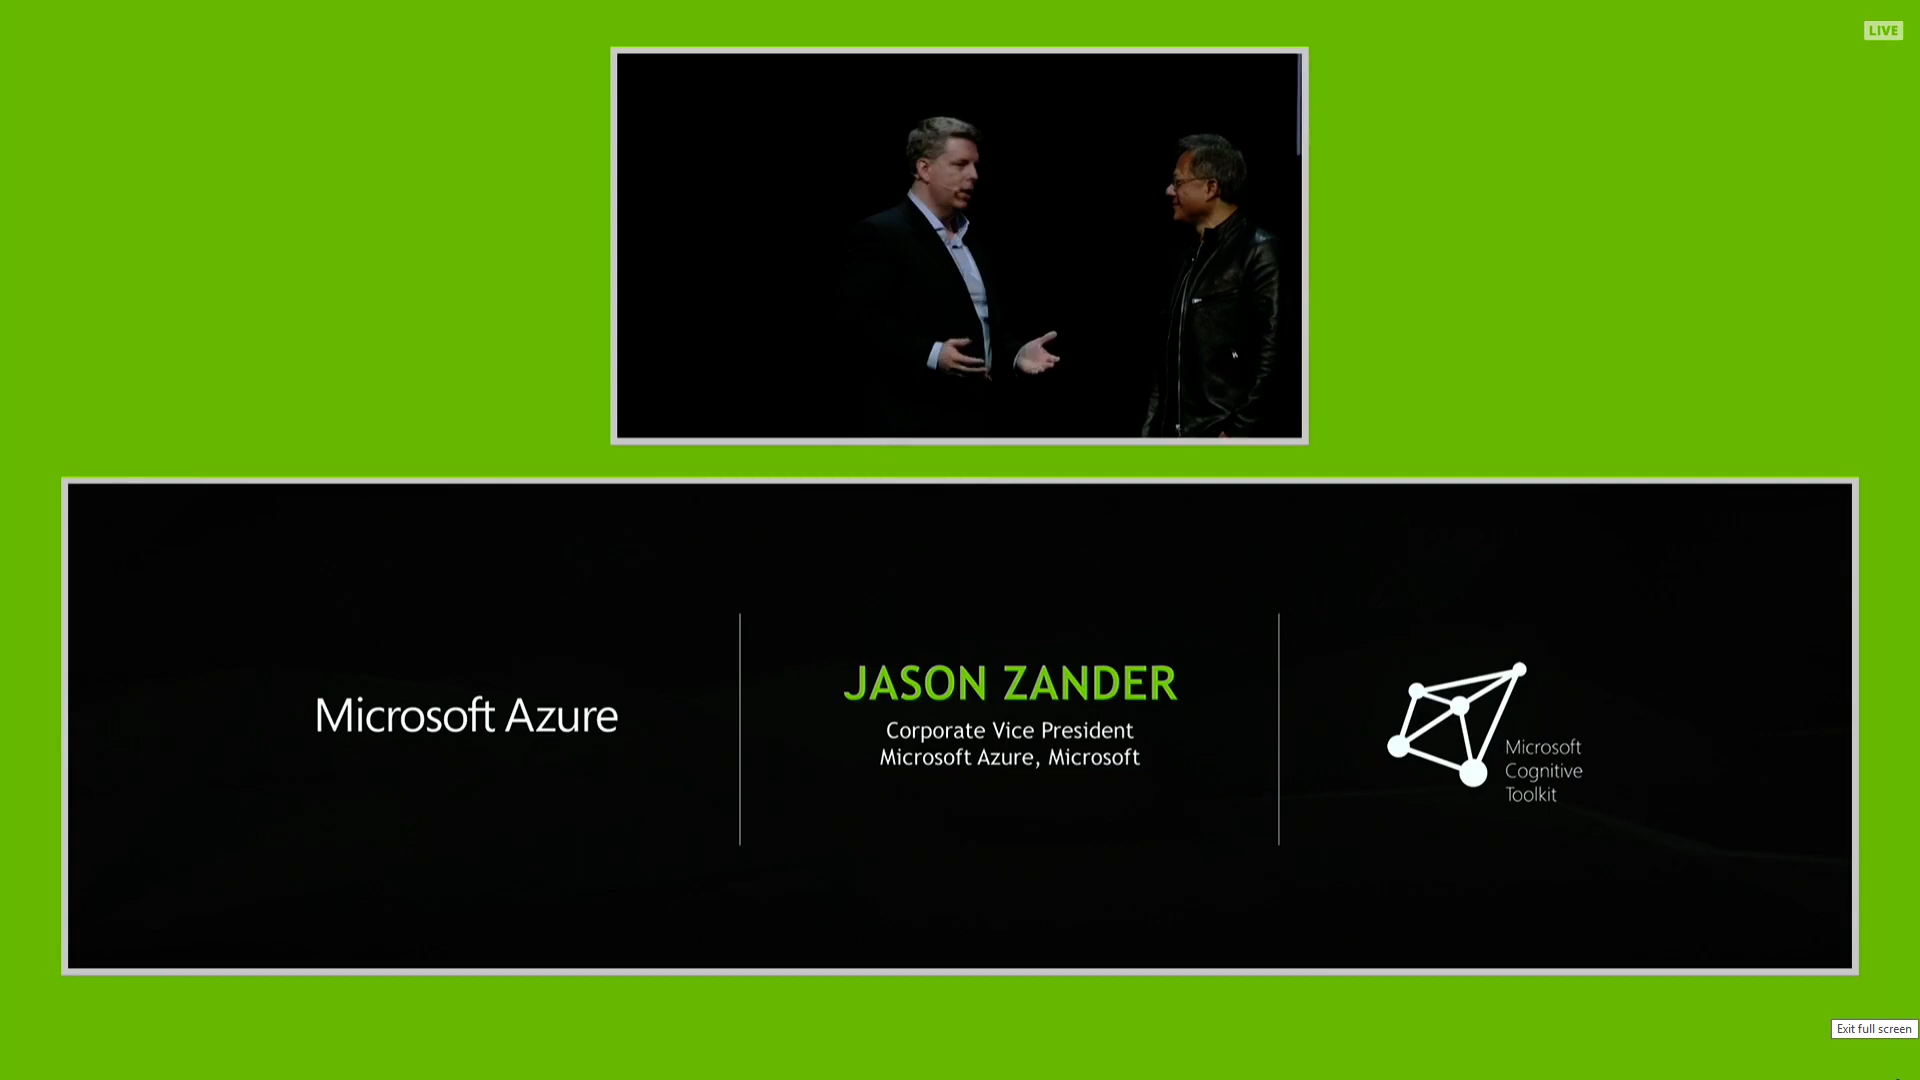 LIVE
Microsoft Azure
JASON ZANDER
Corporate Vice President
Microsoft Azure, Microsoft
Microsoft
Cognitive
Toolkit
Exit full screen